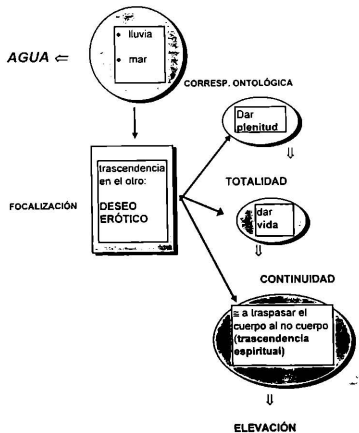 • lluvia
AGUA ⇐
• mar
CORRESP. ONTOLÓGICA
Dar
plenitud
⇓
trascendencia
en el otro:
DESEO
ERÓTICO
FOCALIZACIÓN
TOTALIDAD
dar
vida
⇓
CONTINUIDAD
≅ a traspasar el
cuerpo al no cuerpo
(trascendencia
espiritual)
⇓
ELEVACIÓN